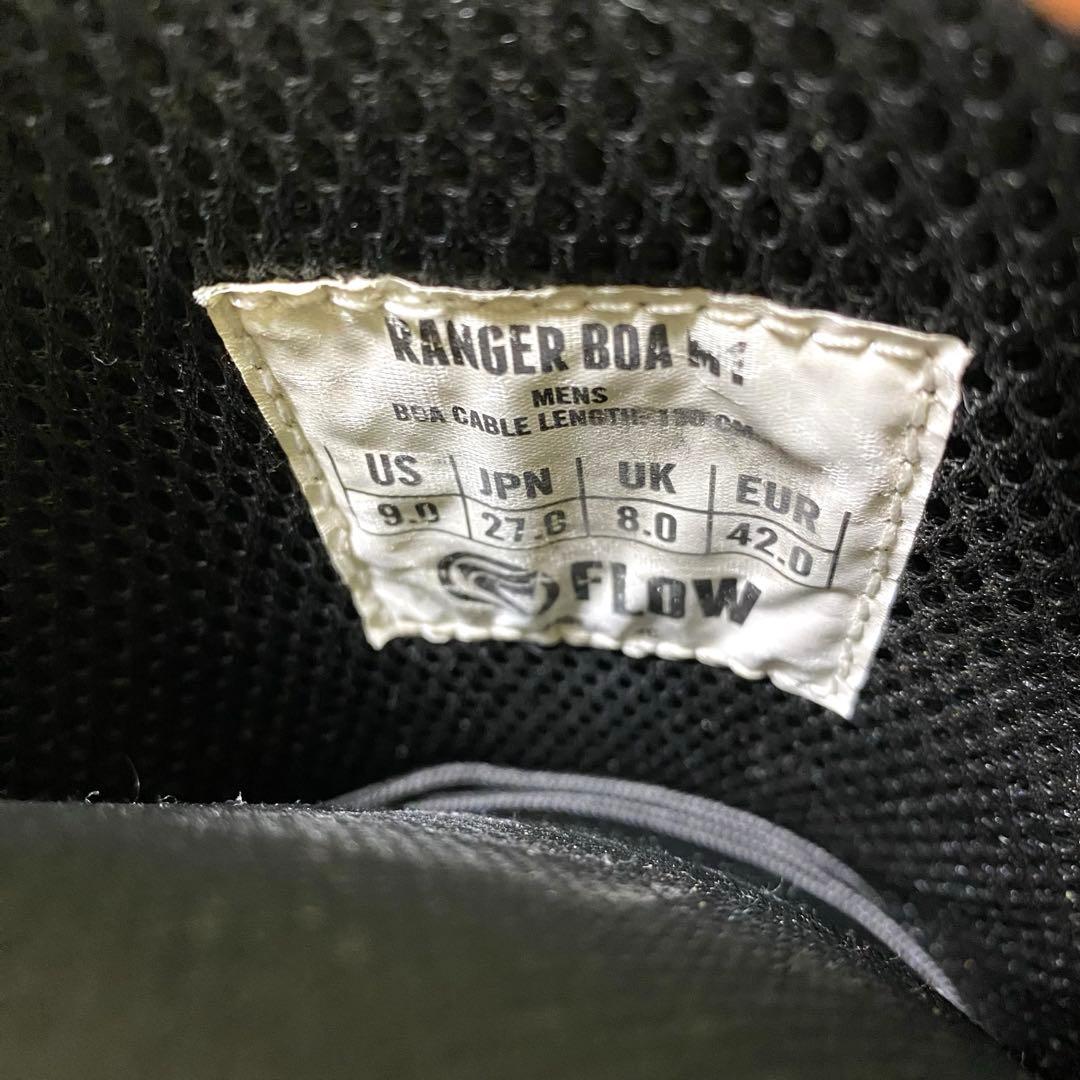 RANGER BOA
MENS
BOA CABLE LENGTH: CM
US JPN UK EUR
9.0 27.0 8.0 42.0
FLOW